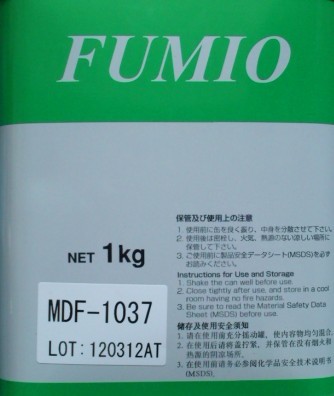 FUMIO
NET 1kg
保管及び使用上の注意
1. 使用前に缶を良く振り、中身を分散させて下さい。
2. 使用後は密栓し、火気、熱源のない涼しい場所に
保管して下さい。
3. ご使用前に製品安全データシート(MSDS)を必ず
お読みください。
Instructions for Use and Storage
1. Shake the can well before use.
2. Close tightly after use, and store in a cool
room having no fire hazards.
3. Be sure to read the Material Safety Data
Sheet (MSDS) before use.
储存及使用安全须知
1. 请在使用前充分摇动罐，使内容物均匀混合。
2. 在使用后请将盖拧紧，并保管在没有烟火和
热源的阴凉场所。
3. 在使用前请务必参阅化学品安全技术说明书
(MSDS)。
MDF-1037
LOT: 120312AT